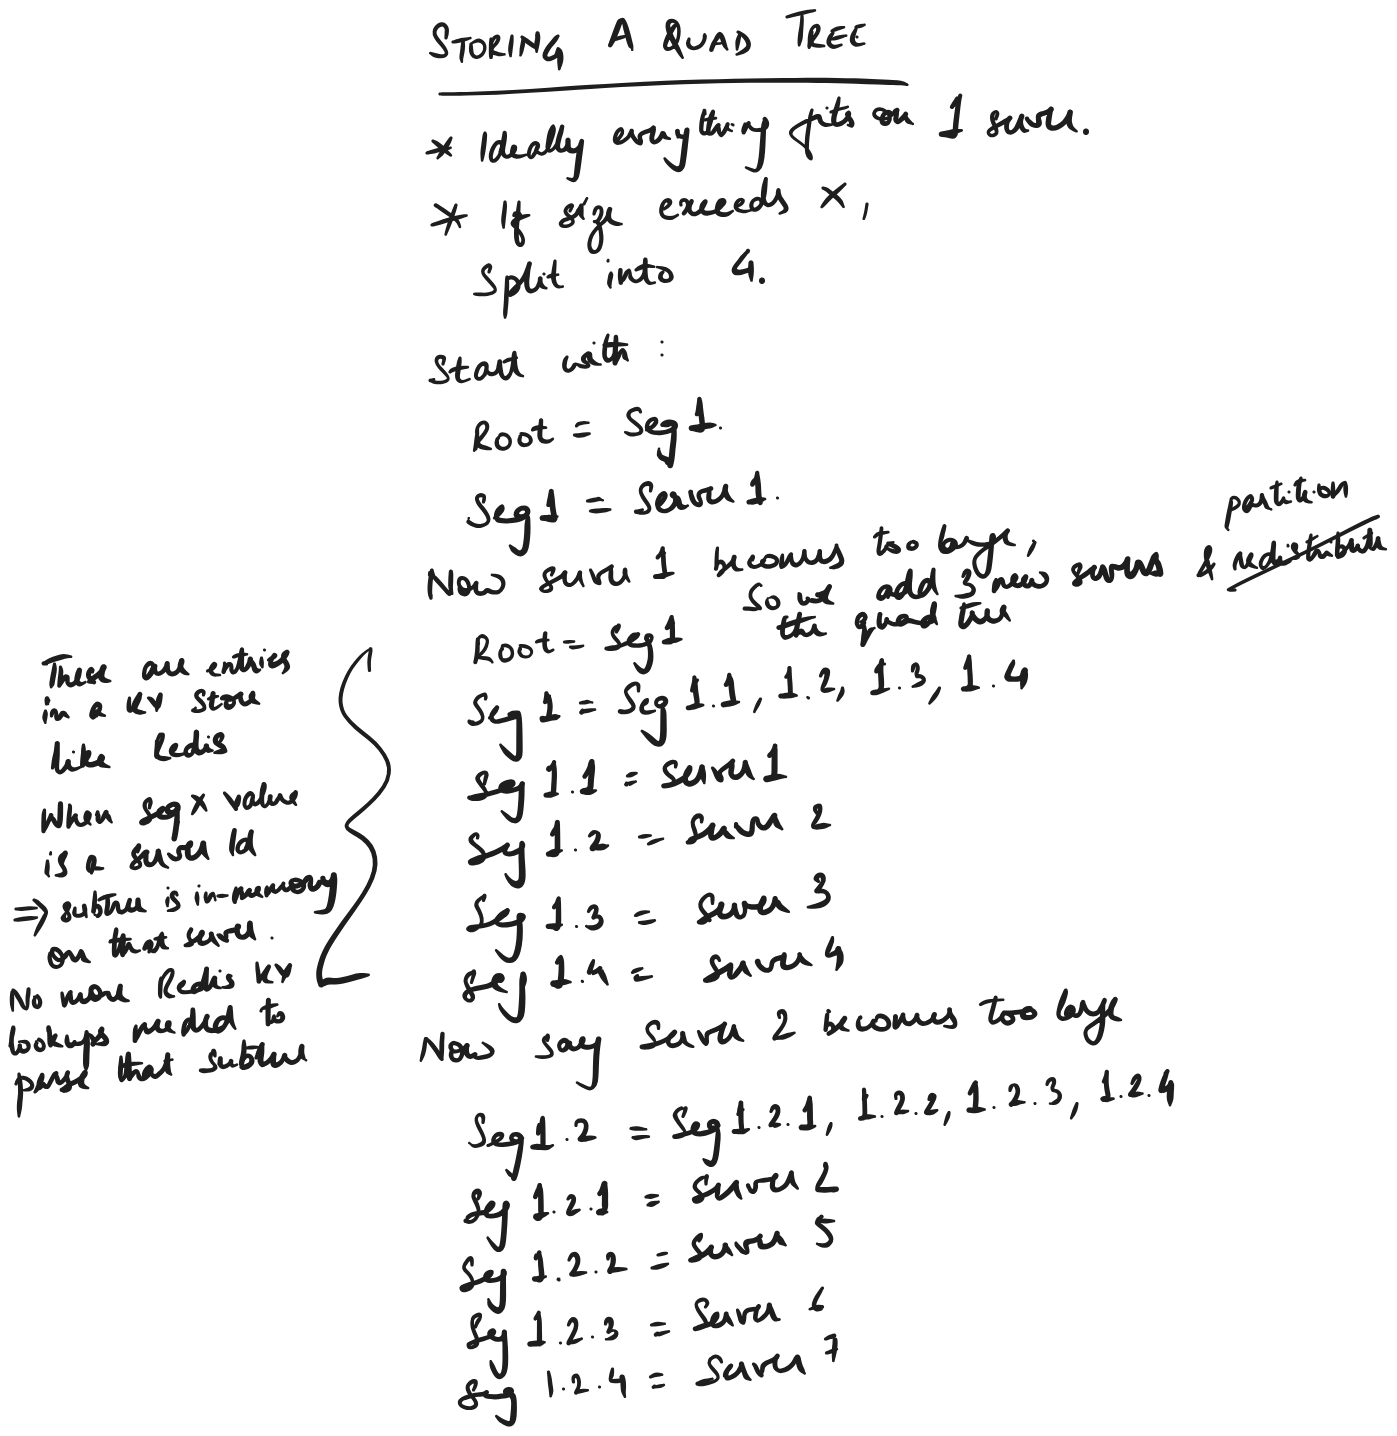 STORING A QUAD TREE
* Ideally everything fits on 1 server.
* If size exceeds X,
Split into 4.
Start with :
Root = Seg 1.
Seg 1 = Server 1.
Now server 1 becomes too large,
So we add 3 new servers & redistribute partition
the quad tree
Root = Seg 1
Seg 1 = Seg 1.1, 1.2, 1.3, 1.4
Seg 1.1 = Server 1
Seg 1.2 = Server 2
Seg 1.3 = Server 3
Seg 1.4 = Server 4
These are entries
in a KV Store
like Redis
When Seg X value
is a server Id
=> subtree is in-memory
on that server.
No more Redis KV
lookups needed to
parse that subtree
Now say Server 2 becomes too large
Seg 1.2 = Seg 1.2.1, 1.2.2, 1.2.3, 1.2.4
Seg 1.2.1 = Server 2
Seg 1.2.2 = Server 5
Seg 1.2.3 = Server 6
Seg 1.2.4 = Server 7